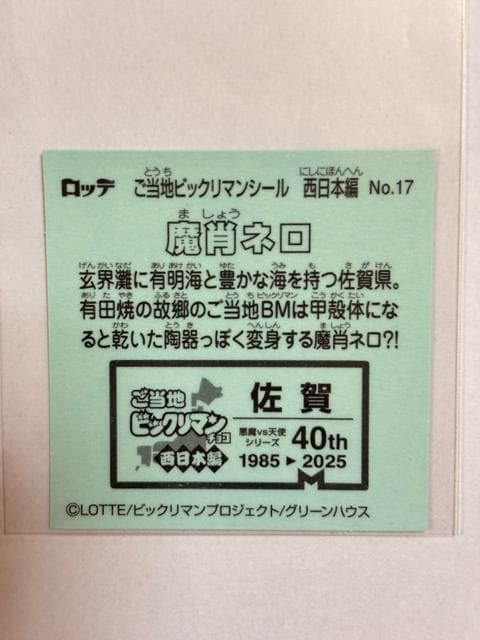 ロッテ ご当地ビックリマンシール 西日本編 No.17
魔肖ネロ
玄界灘に有明海と豊かな海を持つ佐賀県。
有田焼の故郷のご当地BMは甲殻体にな
ると乾いた陶器っぽく変身する魔肖ネロ?!
ご当地
ビックリマン
チョコ
西日本編
佐賀
悪魔vs天使
シリーズ
40th
1985▶2025
©LOTTE/ビックリマンプロジェクト/グリーンハウス